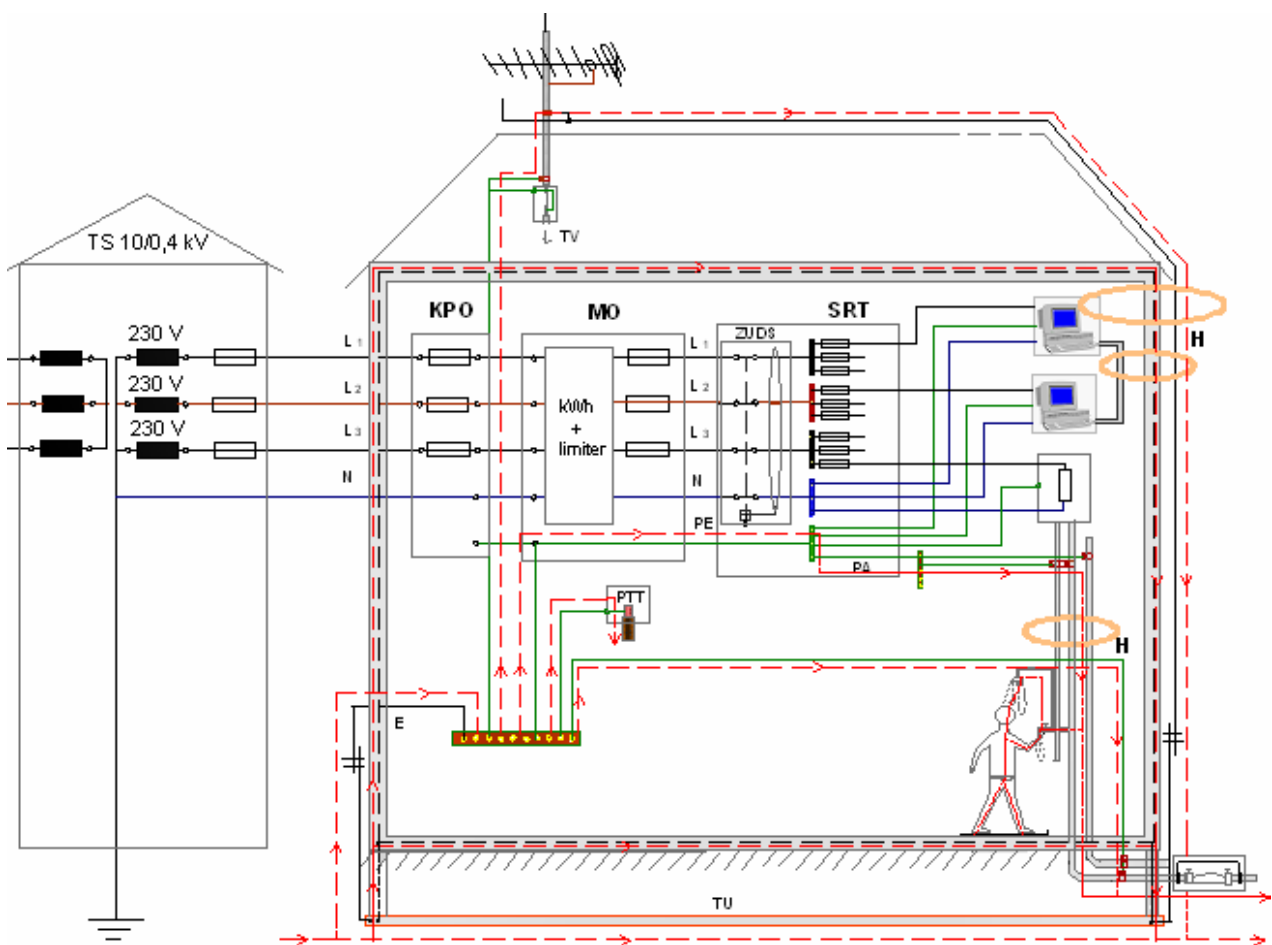 TV
TS 10/0,4 kV
KPO
MO
SRT
ZUDS
230 V
L 1
L 1
H
230 V
L 2
L 2
kWh
+
limiter
230 V
L 3
L 3
N
N
PE
PA
PTT
H
E
TU